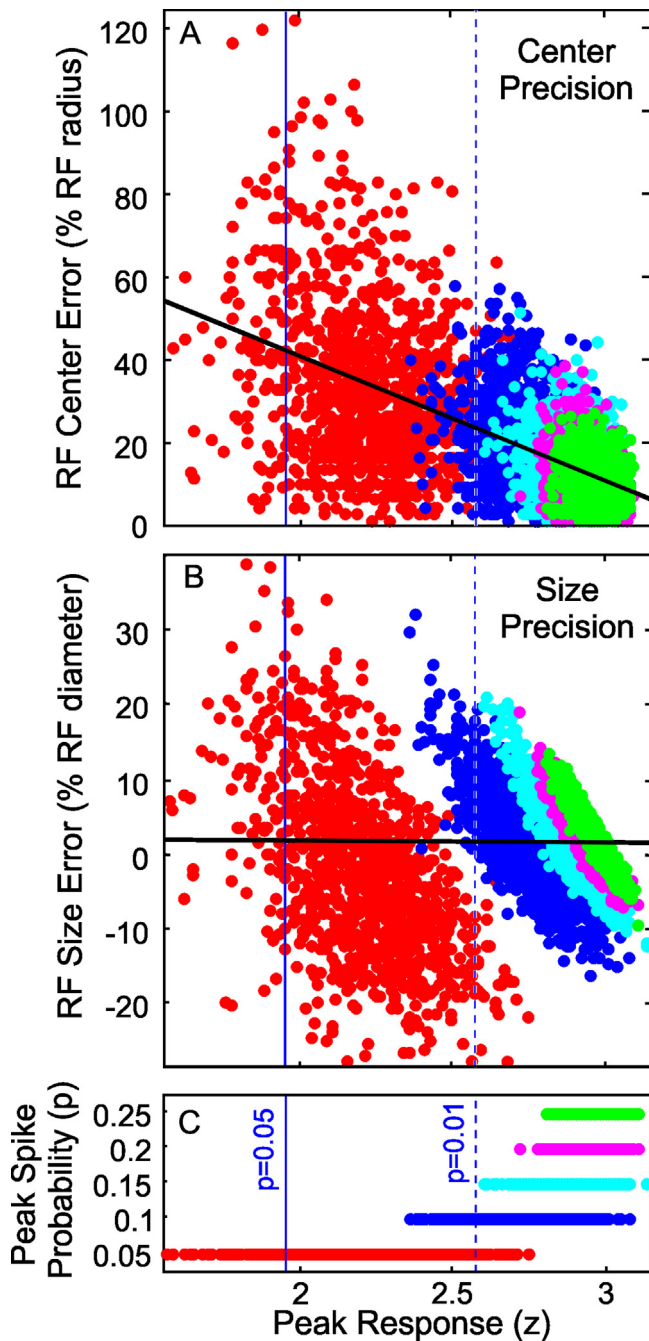 A
Center
Precision
RF Center Error (% RF radius)
120
100
80
60
40
20
0
B
Size
Precision
RF Size Error (% RF diameter)
30
20
10
0
-10
-20
C
Peak Spike
Probability (p)
0.25
0.2
0.15
0.1
0.05
p=0.05
p=0.01
2
2.5
3
Peak Response (z)